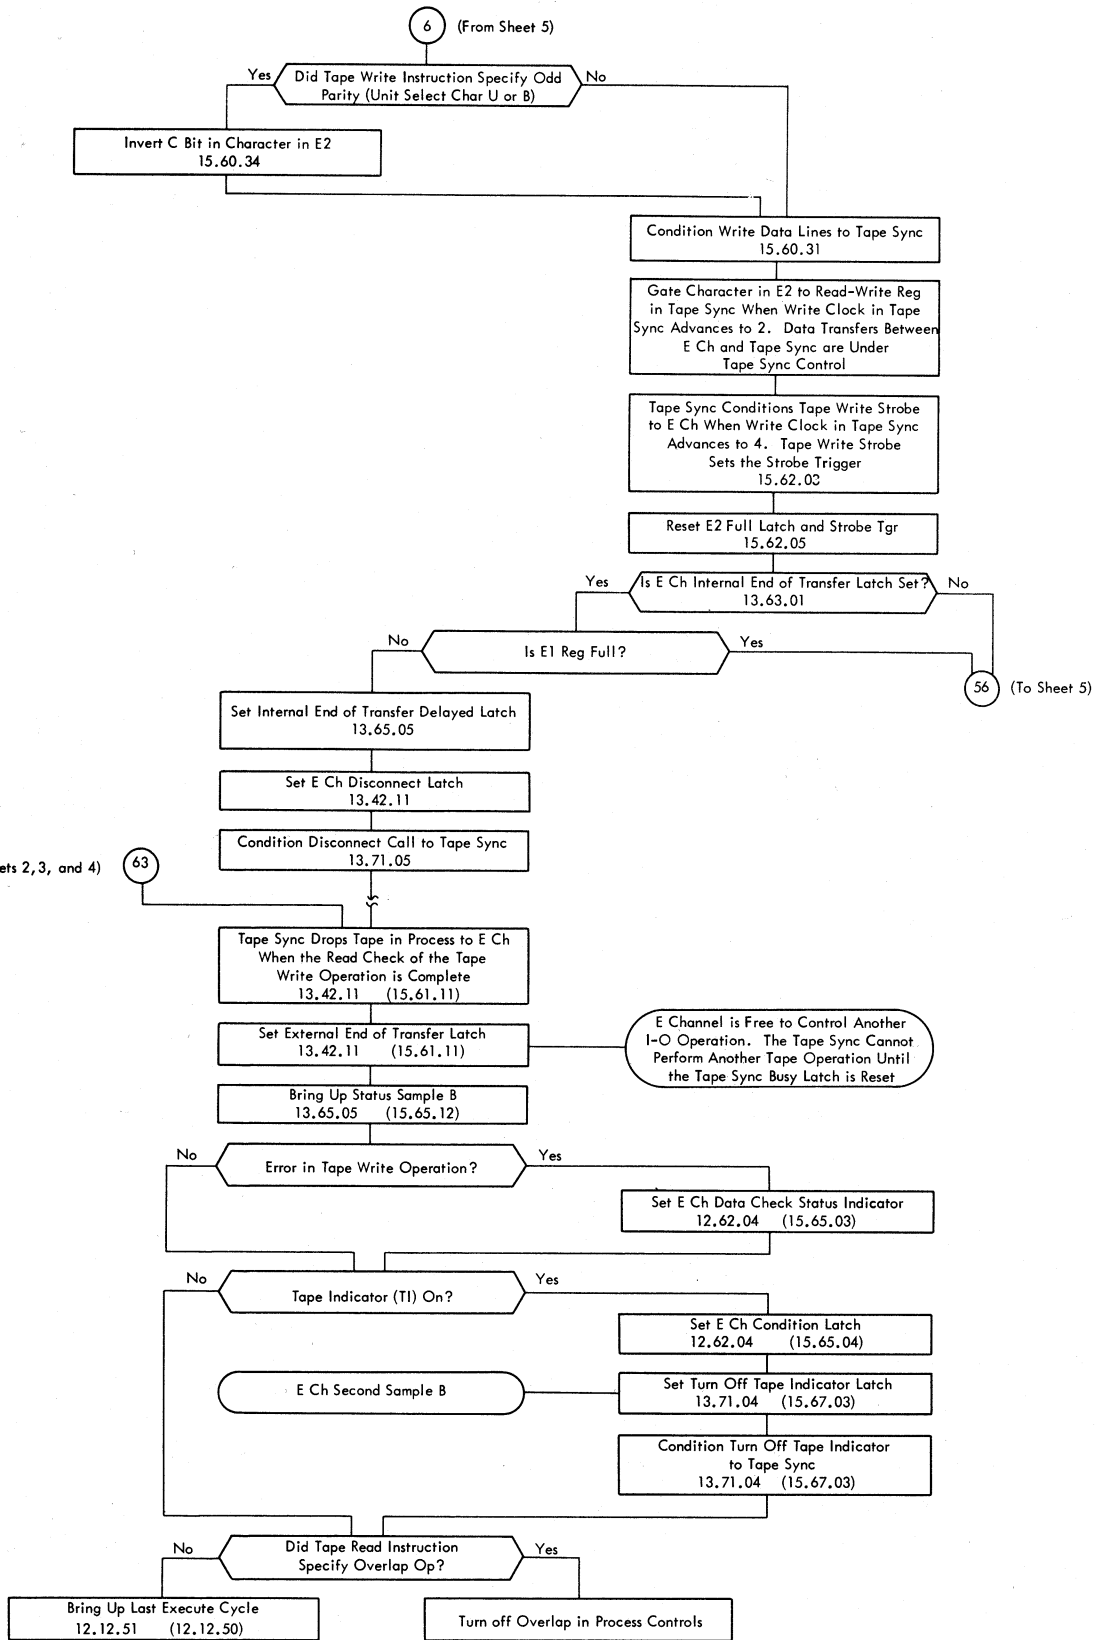 6 (From Sheet 5)
Yes
Did Tape Write Instruction Specify Odd
Parity (Unit Select Char U or B)
No
Invert C Bit in Character in E2
15.60.34
Condition Write Data Lines to Tape Sync
15.60.31
Gate Character in E2 to Read-Write Reg
in Tape Sync When Write Clock in Tape
Sync Advances to 2. Data Transfers Between
E Ch and Tape Sync are Under
Tape Sync Control
Tape Sync Conditions Tape Write Strobe
to E Ch When Write Clock in Tape Sync
Advances to 4. Tape Write Strobe
Sets the Strobe Trigger
15.62.03
Reset E2 Full Latch and Strobe Tgr
15.62.05
Yes
Is E Ch Internal End of Transfer Latch Set?
13.63.01
No
No
Is E1 Reg Full?
Yes
56 (To Sheet 5)
Set Internal End of Transfer Delayed Latch
13.65.05
Set E Ch Disconnect Latch
13.42.11
Condition Disconnect Call to Tape Sync
13.71.05
ets 2,3, and 4) 63
Tape Sync Drops Tape in Process to E Ch
When the Read Check of the Tape
Write Operation is Complete
13.42.11 (15.61.11)
Set External End of Transfer Latch
13.42.11 (15.61.11)
E Channel is Free to Control Another
I-O Operation. The Tape Sync Cannot
Perform Another Tape Operation Until
the Tape Sync Busy Latch is Reset
Bring Up Status Sample B
13.65.05 (15.65.12)
No
Error in Tape Write Operation?
Yes
Set E Ch Data Check Status Indicator
12.62.04 (15.65.03)
No
Tape Indicator (TI) On?
Yes
Set E Ch Condition Latch
12.62.04 (15.65.04)
E Ch Second Sample B
Set Turn Off Tape Indicator Latch
13.71.04 (15.67.03)
Condition Turn Off Tape Indicator
to Tape Sync
13.71.04 (15.67.03)
No
Did Tape Read Instruction
Specify Overlap Op?
Yes
Bring Up Last Execute Cycle
12.12.51 (12.12.50)
Turn off Overlap in Process Controls